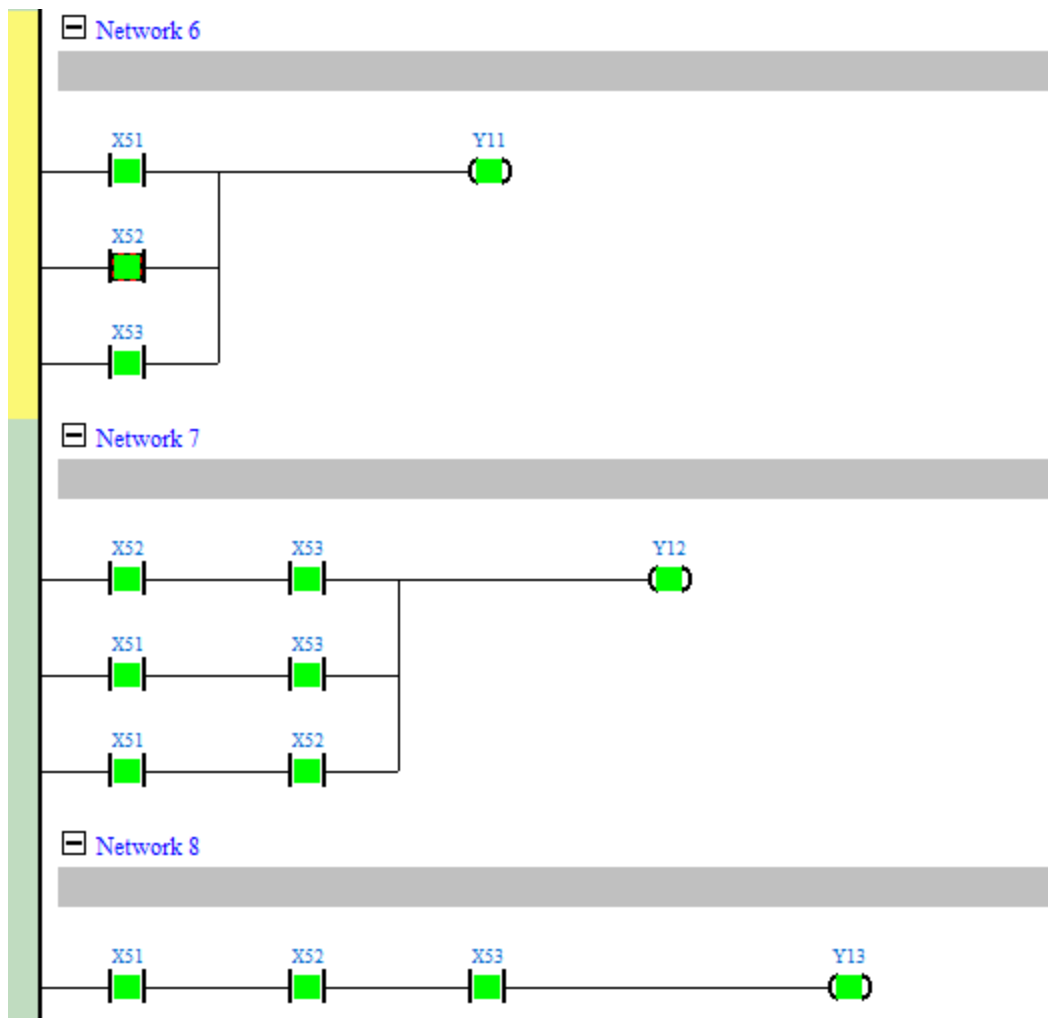 Network 6
X51 Y11
X52
X53
Network 7
X52 X53 Y12
X51 X53
X51 X52
Network 8
X51 X52 X53 Y13